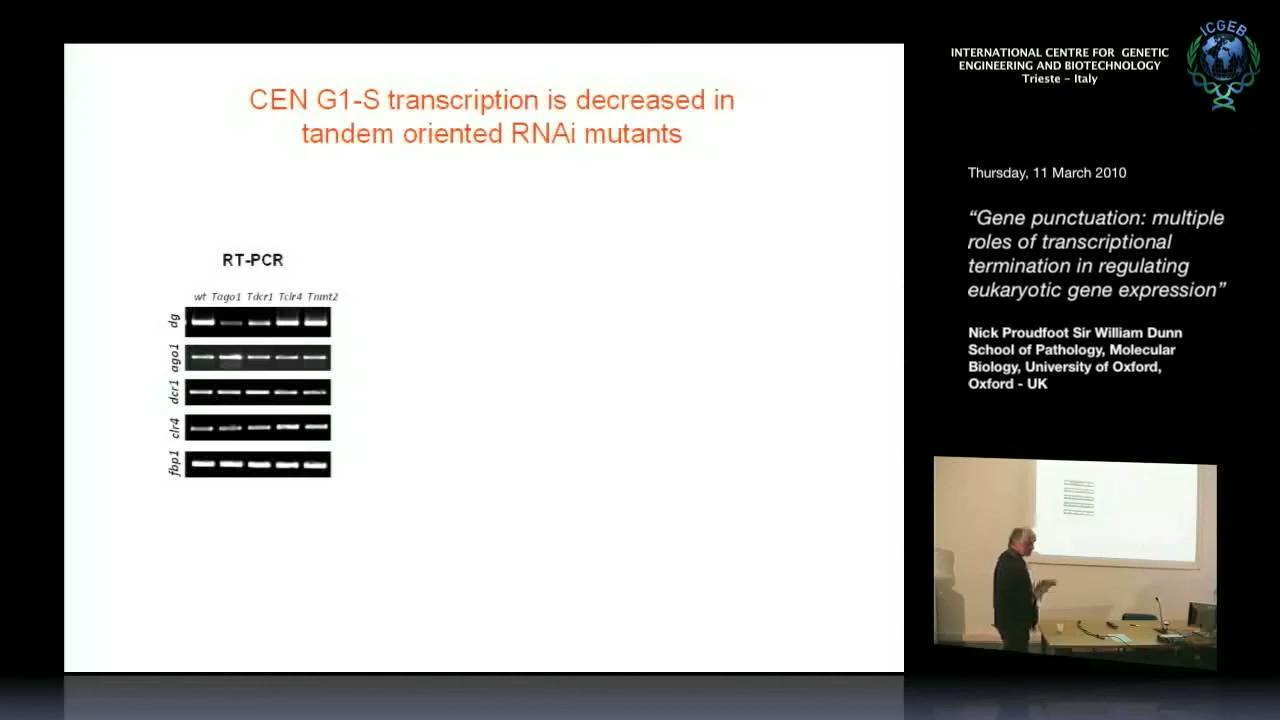 CEN G1-S transcription is decreased in
tandem oriented RNAi mutants
RT-PCR
wt Tago1 Tdcr1 Tclr4 Tnmt2
dg
ago1
dcr1
clr4
fbp1
ICGEB
INTERNATIONAL CENTRE FOR GENETIC
ENGINEERING AND BIOTECHNOLOGY
Trieste – Italy
Thursday, 11 March 2010
“Gene punctuation: multiple
roles of transcriptional
termination in regulating
eukaryotic gene expression”
Nick Proudfoot Sir William Dunn
School of Pathology, Molecular
Biology, University of Oxford,
Oxford - UK